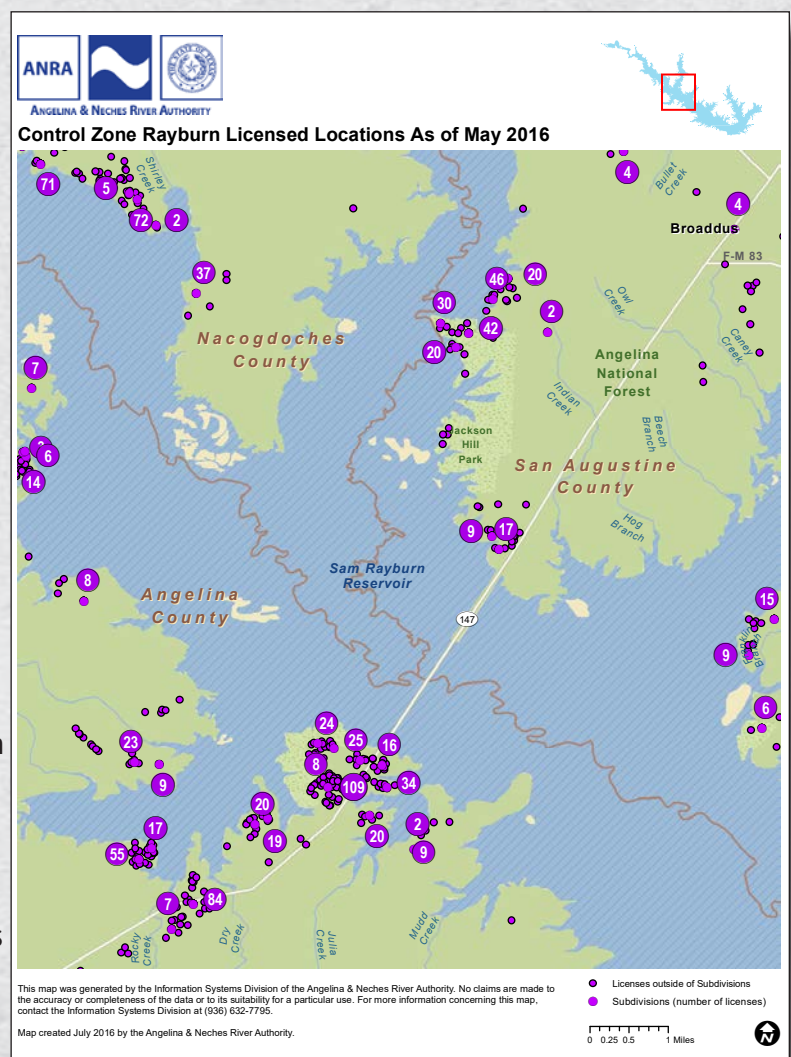 ANRA
THE STATE OF TEXAS
ANGELINA & NECHES RIVER AUTHORITY
Control Zone Rayburn Licensed Locations As of May 2016
71
5
Shirley
Creek
72
2
4
Bullet
Creek
4
Broaddus
F-M 83
37
46
20
30
2
42
20
Owl
Creek
Caney
Creek
Nacogdoches
County
Angelina
National
Forest
7
Indian
Creek
Beech
Branch
Jackson
Hill
Park
6
14
San Augustine
County
9
17
Hog
Branch
8
Angelina
County
Sam Rayburn
Reservoir
147
15
9
6
24
25
16
23
8
9
109
34
20
19
20
2
9
17
55
7
84
Rocky
Creek
Dry
Creek
Julia
Creek
Mudd
Creek
This map was generated by the Information Systems Division of the Angelina & Neches River Authority. No claims are made to
the accuracy or completeness of the data or to its suitability for a particular use. For more information concerning this map,
contact the Information Systems Division at (936) 632-7795.
Map created July 2016 by the Angelina & Neches River Authority.
Licenses outside of Subdivisions
Subdivisions (number of licenses)
0 0.25 0.5 1 Miles
N